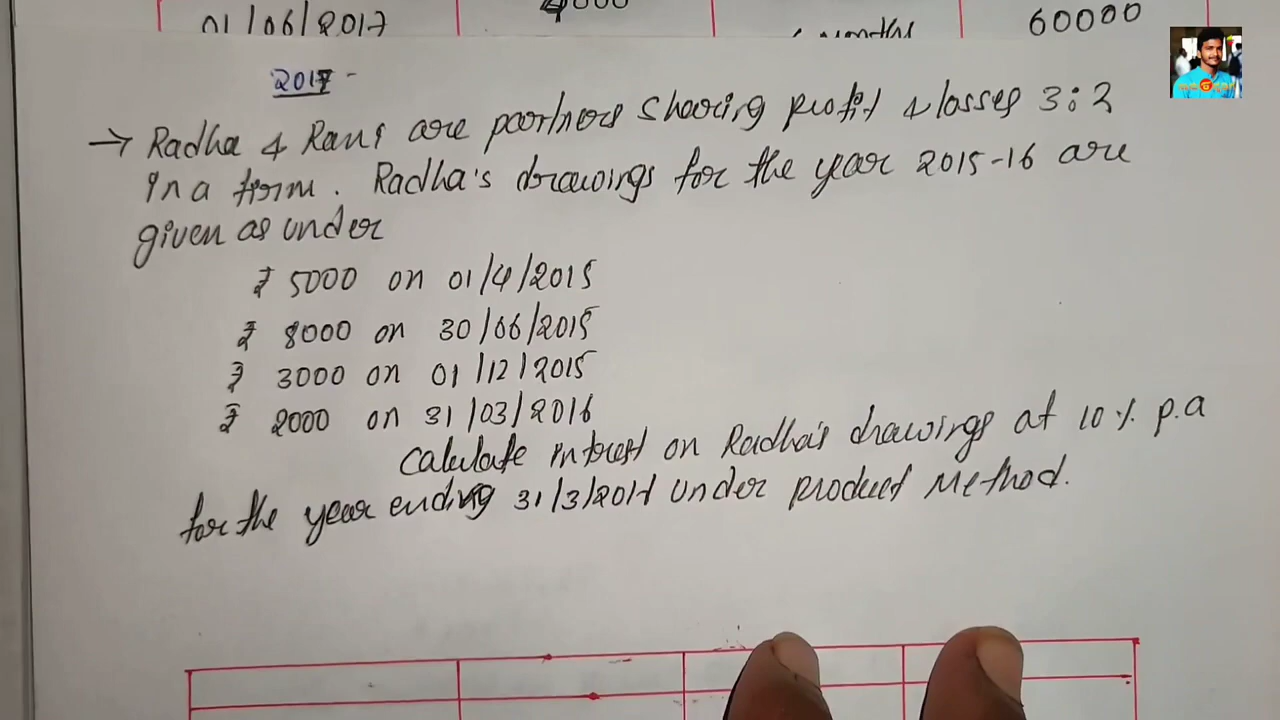 01/06/2017 4000 months 60000
2017
→ Radha & Rani are partners sharing profit & losses 3:2
in a firm. Radha's drawings for the year 2015-16 are
given as under
₹ 5000 on 01/4/2015
₹ 8000 on 30/06/2015
₹ 3000 on 01/12/2015
₹ 2000 on 31/03/2016
Calculate interest on Radha's drawings at 10% p.a
for the year ending 31/3/2011 under product Method.